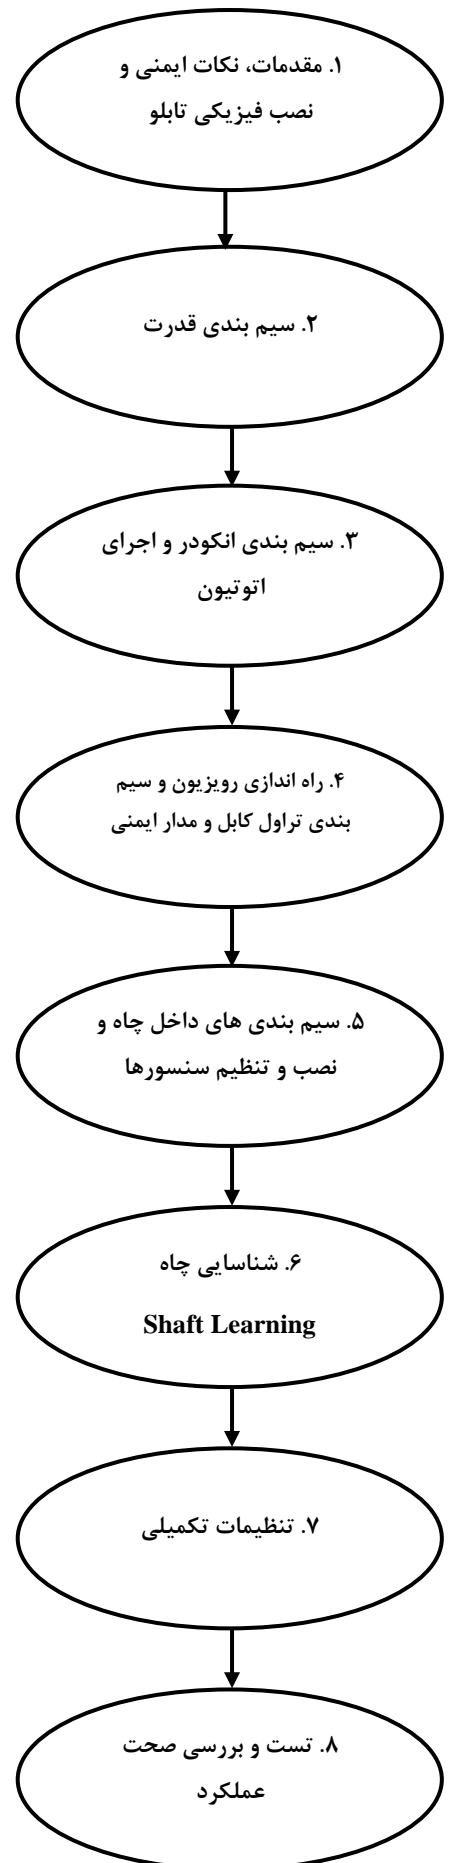 ۱. مقدمات، نکات ایمنی و
نصب فیزیکی تابلو
۲. سیم بندی قدرت
۳. سیم بندی انکودر و اجرای
اتوتیون
۴. راه اندازی رویزیون و سیم
بندی تراول کابل و مدار ایمنی
۵. سیم بندی های داخل چاه و
نصب و تنظیم سنسورها
۶. شناسایی چاه
Shaft Learning
۷. تنظیمات تکمیلی
۸. تست و بررسی صحت
عملکرد